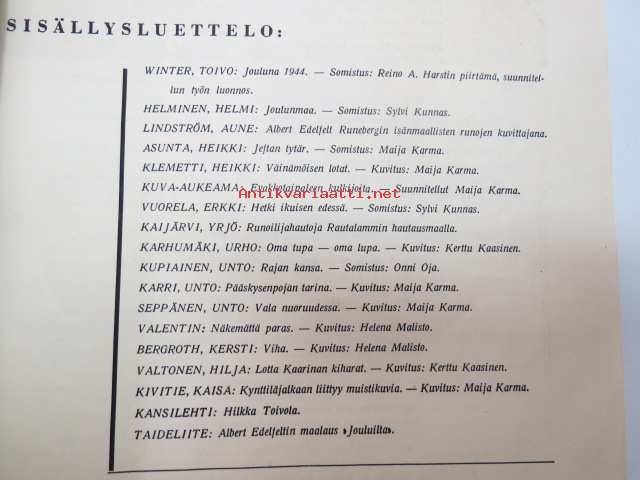 SISÄLLYSLUETTELO:
WINTER, TOIVO: Jouluna 1944. — Somistus: Reino A. Harstin piirtämä, suunnitel-
lun työn luonnos.
HELMINEN, HELMI: Joulunmaa. — Somistus: Sylvi Kunnas.
LINDSTRÖM, AUNE: Albert Edelfelt Runebergin isänmaallisten runojen kuvittajana.
ASUNTA, HEIKKI: Jeftan tytär. — Somistus: Maija Karma.
KLEMETTI, HEIKKI: Väinämöisen lotat. — Kuvitus: Maija Karma.
KUVA-AUKEAMA: Evakkotaipaleen kulkijoita. — Suunnitellut Maija Karma.
Antikvariaatti.net
VUORELA, ERKKI: Hetki ikuisen edessä. — Somistus: Sylvi Kunnas.
KAIJÄRVI, YRJÖ: Runoilijahautoja Rautalammin hautausmaalla.
KARHUMÄKI, URHO: Oma tupa — oma lupa. — Kuvitus: Kerttu Kaasinen.
KUPIAINEN, UNTO: Rajan kansa. — Somistus: Onni Oja.
KARRI, UNTO: Pääskysenpojan tarina. — Kuvitus: Maija Karma.
SEPPÄNEN, UNTO: Vala nuoruudessa. — Kuvitus: Maija Karma.
VALENTIN: Näkemättä paras. — Kuvitus: Helena Malisto.
BERGROTH, KERSTI: Viha. — Kuvitus: Helena Malisto.
VALTONEN, HILJA: Lotta Kaarinan kiharat. — Kuvitus: Kerttu Kaasinen.
KIVITIE, KAISA: Kynttiläjalkaan liittyy muistikuvia. — Kuvitus: Maija Karma.
KANSILEHTI: Hilkka Toivola.
TAIDELIITE: Albert Edelfeltin maalaus »Jouluilta».